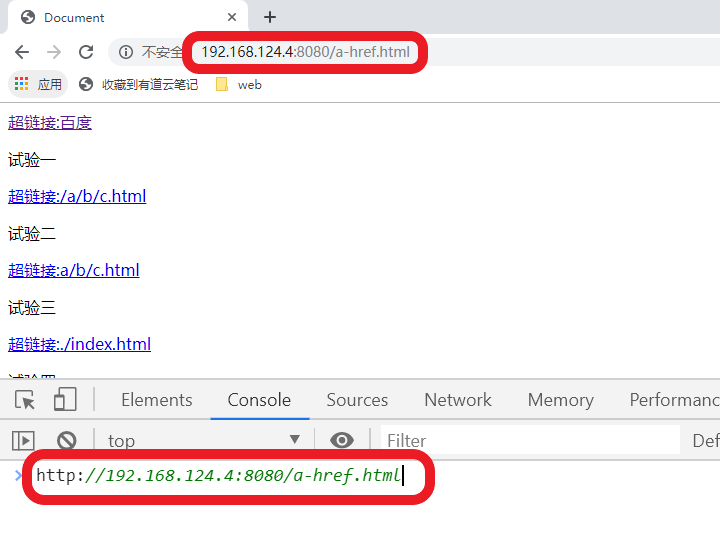 Document
不安全 192.168.124.4:8080/a-href.html
应用 收藏到有道云笔记 web
超链接:百度
试验一
超链接:/a/b/c.html
试验二
超链接:a/b/c.html
试验三
超链接:./index.html
试验四
Elements Console Sources Network Memory Performanc
top Filter Def
http://192.168.124.4:8080/a-href.html